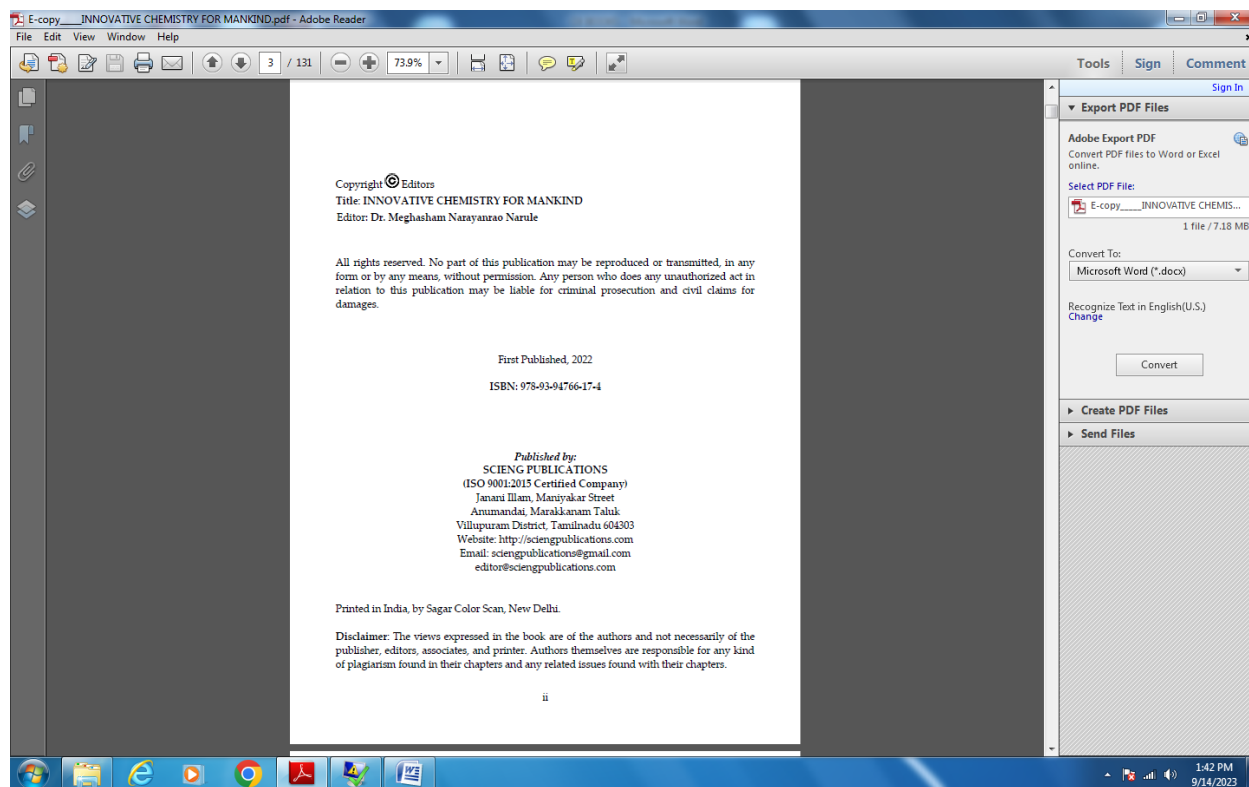 E-copy____INNOVATIVE CHEMISTRY FOR MANKIND.pdf - Adobe Reader
File Edit View Window Help
3 / 131 73.9% Tools Sign Comment
Sign In
Export PDF Files
Adobe Export PDF
Convert PDF files to Word or Excel
online.
Select PDF File:
E-copy_____INNOVATIVE CHEMIS...
1 file / 7.18 MB
Convert To:
Microsoft Word (*.docx)
Recognize Text in English(U.S.)
Change
Convert
Create PDF Files
Send Files
Copyright © Editors
Title: INNOVATIVE CHEMISTRY FOR MANKIND
Editor: Dr. Meghasham Narayanrao Narule
All rights reserved. No part of this publication may be reproduced or transmitted, in any
form or by any means, without permission. Any person who does any unauthorized act in
relation to this publication may be liable for criminal prosecution and civil claims for
damages.
First Published, 2022
ISBN: 978-93-94766-17-4
Published by:
SCIENG PUBLICATIONS
(ISO 9001:2015 Certified Company)
Janani Illam, Maniyakar Street
Anumandai, Marakkanam Taluk
Villupuram District, Tamilnadu 604303
Website: http://sciengpublications.com
Email: sciengpublications@gmail.com
editor@sciengpublications.com
Printed in India, by Sagar Color Scan, New Delhi.
Disclaimer: The views expressed in the book are of the authors and not necessarily of the
publisher, editors, associates, and printer. Authors themselves are responsible for any kind
of plagiarism found in their chapters and any related issues found with their chapters.
ii
1:42 PM
9/14/2023